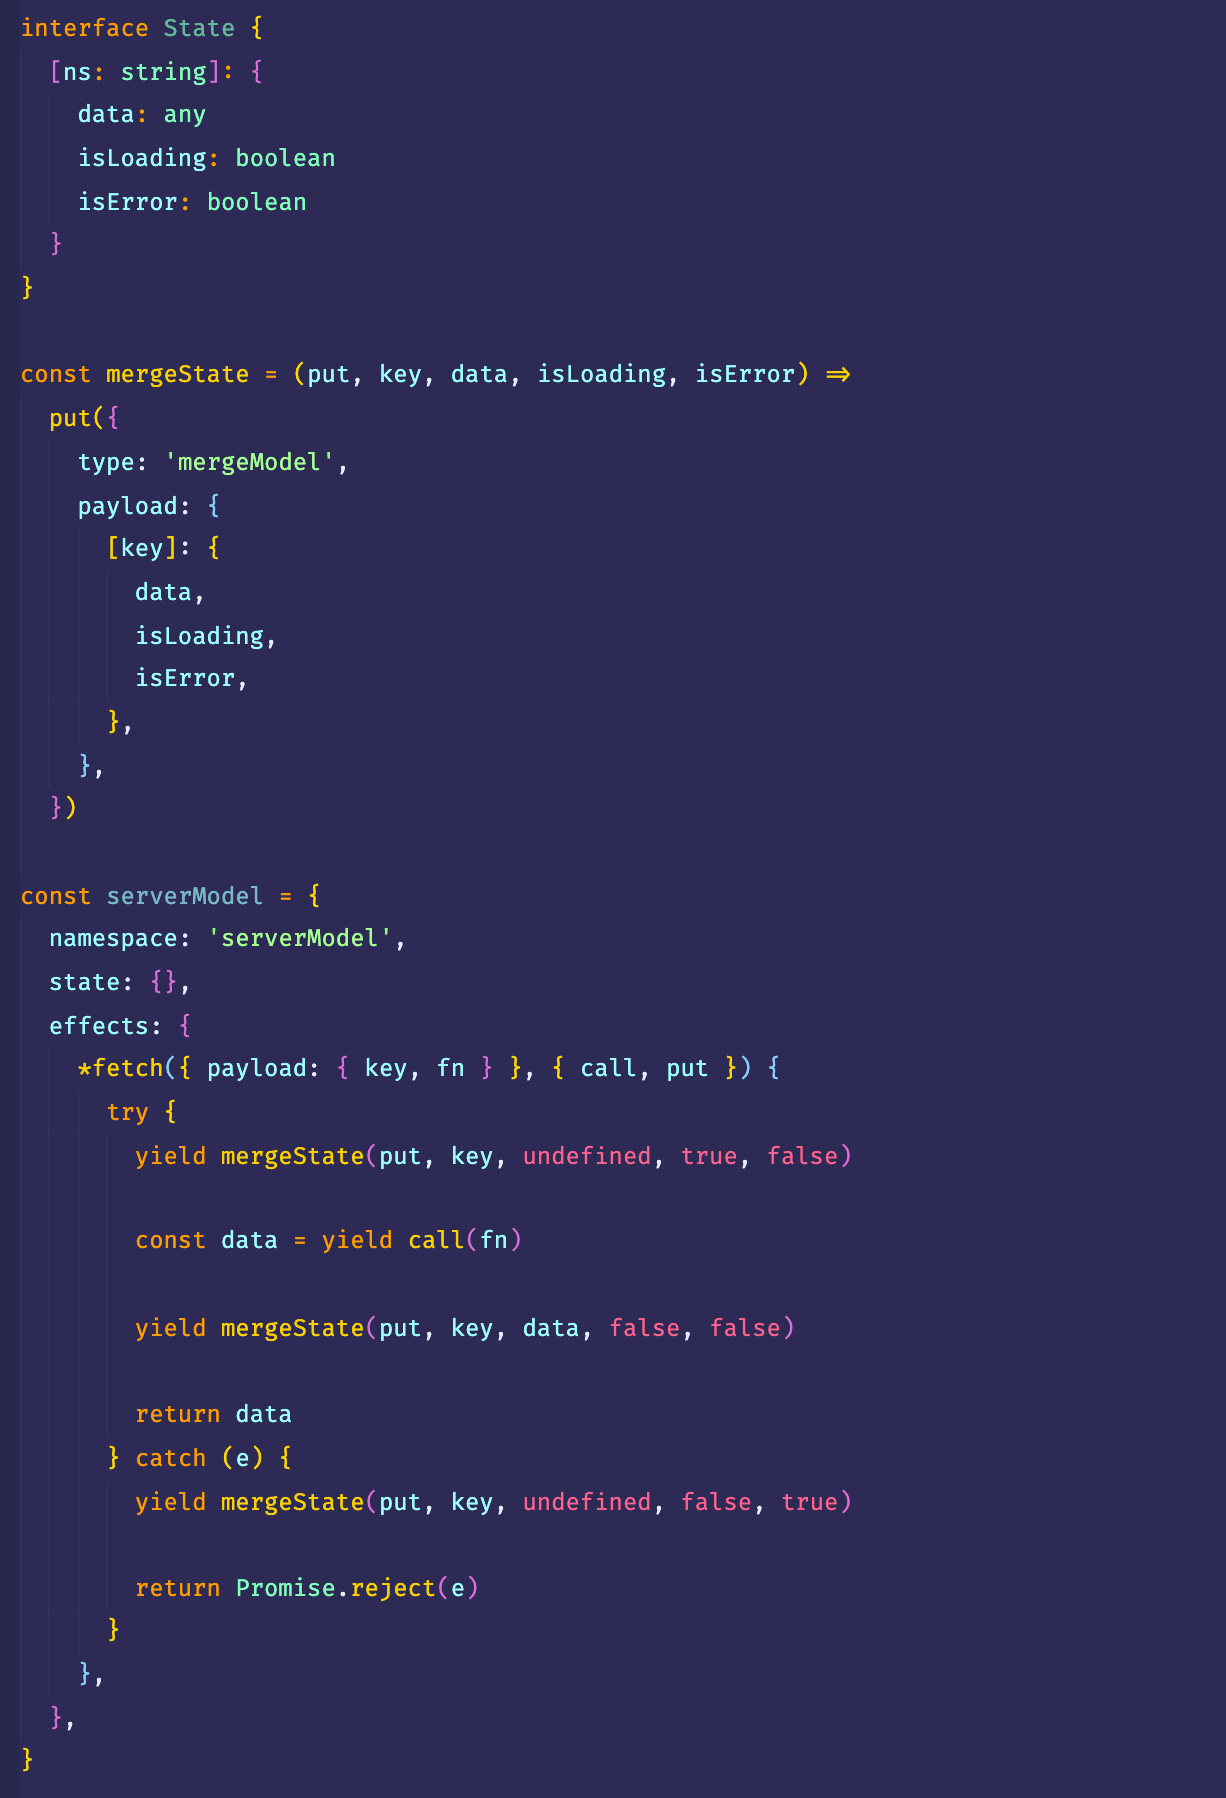 interface State {
  [ns: string]: {
    data: any
    isLoading: boolean
    isError: boolean
  }
}

const mergeState = (put, key, data, isLoading, isError) =>
  put({
    type: 'mergeModel',
    payload: {
      [key]: {
        data,
        isLoading,
        isError,
      },
    },
  })

const serverModel = {
  namespace: 'serverModel',
  state: {},
  effects: {
    *fetch({ payload: { key, fn } }, { call, put }) {
      try {
        yield mergeState(put, key, undefined, true, false)

        const data = yield call(fn)

        yield mergeState(put, key, data, false, false)

        return data
      } catch (e) {
        yield mergeState(put, key, undefined, false, true)

        return Promise.reject(e)
      }
    },
  },
}